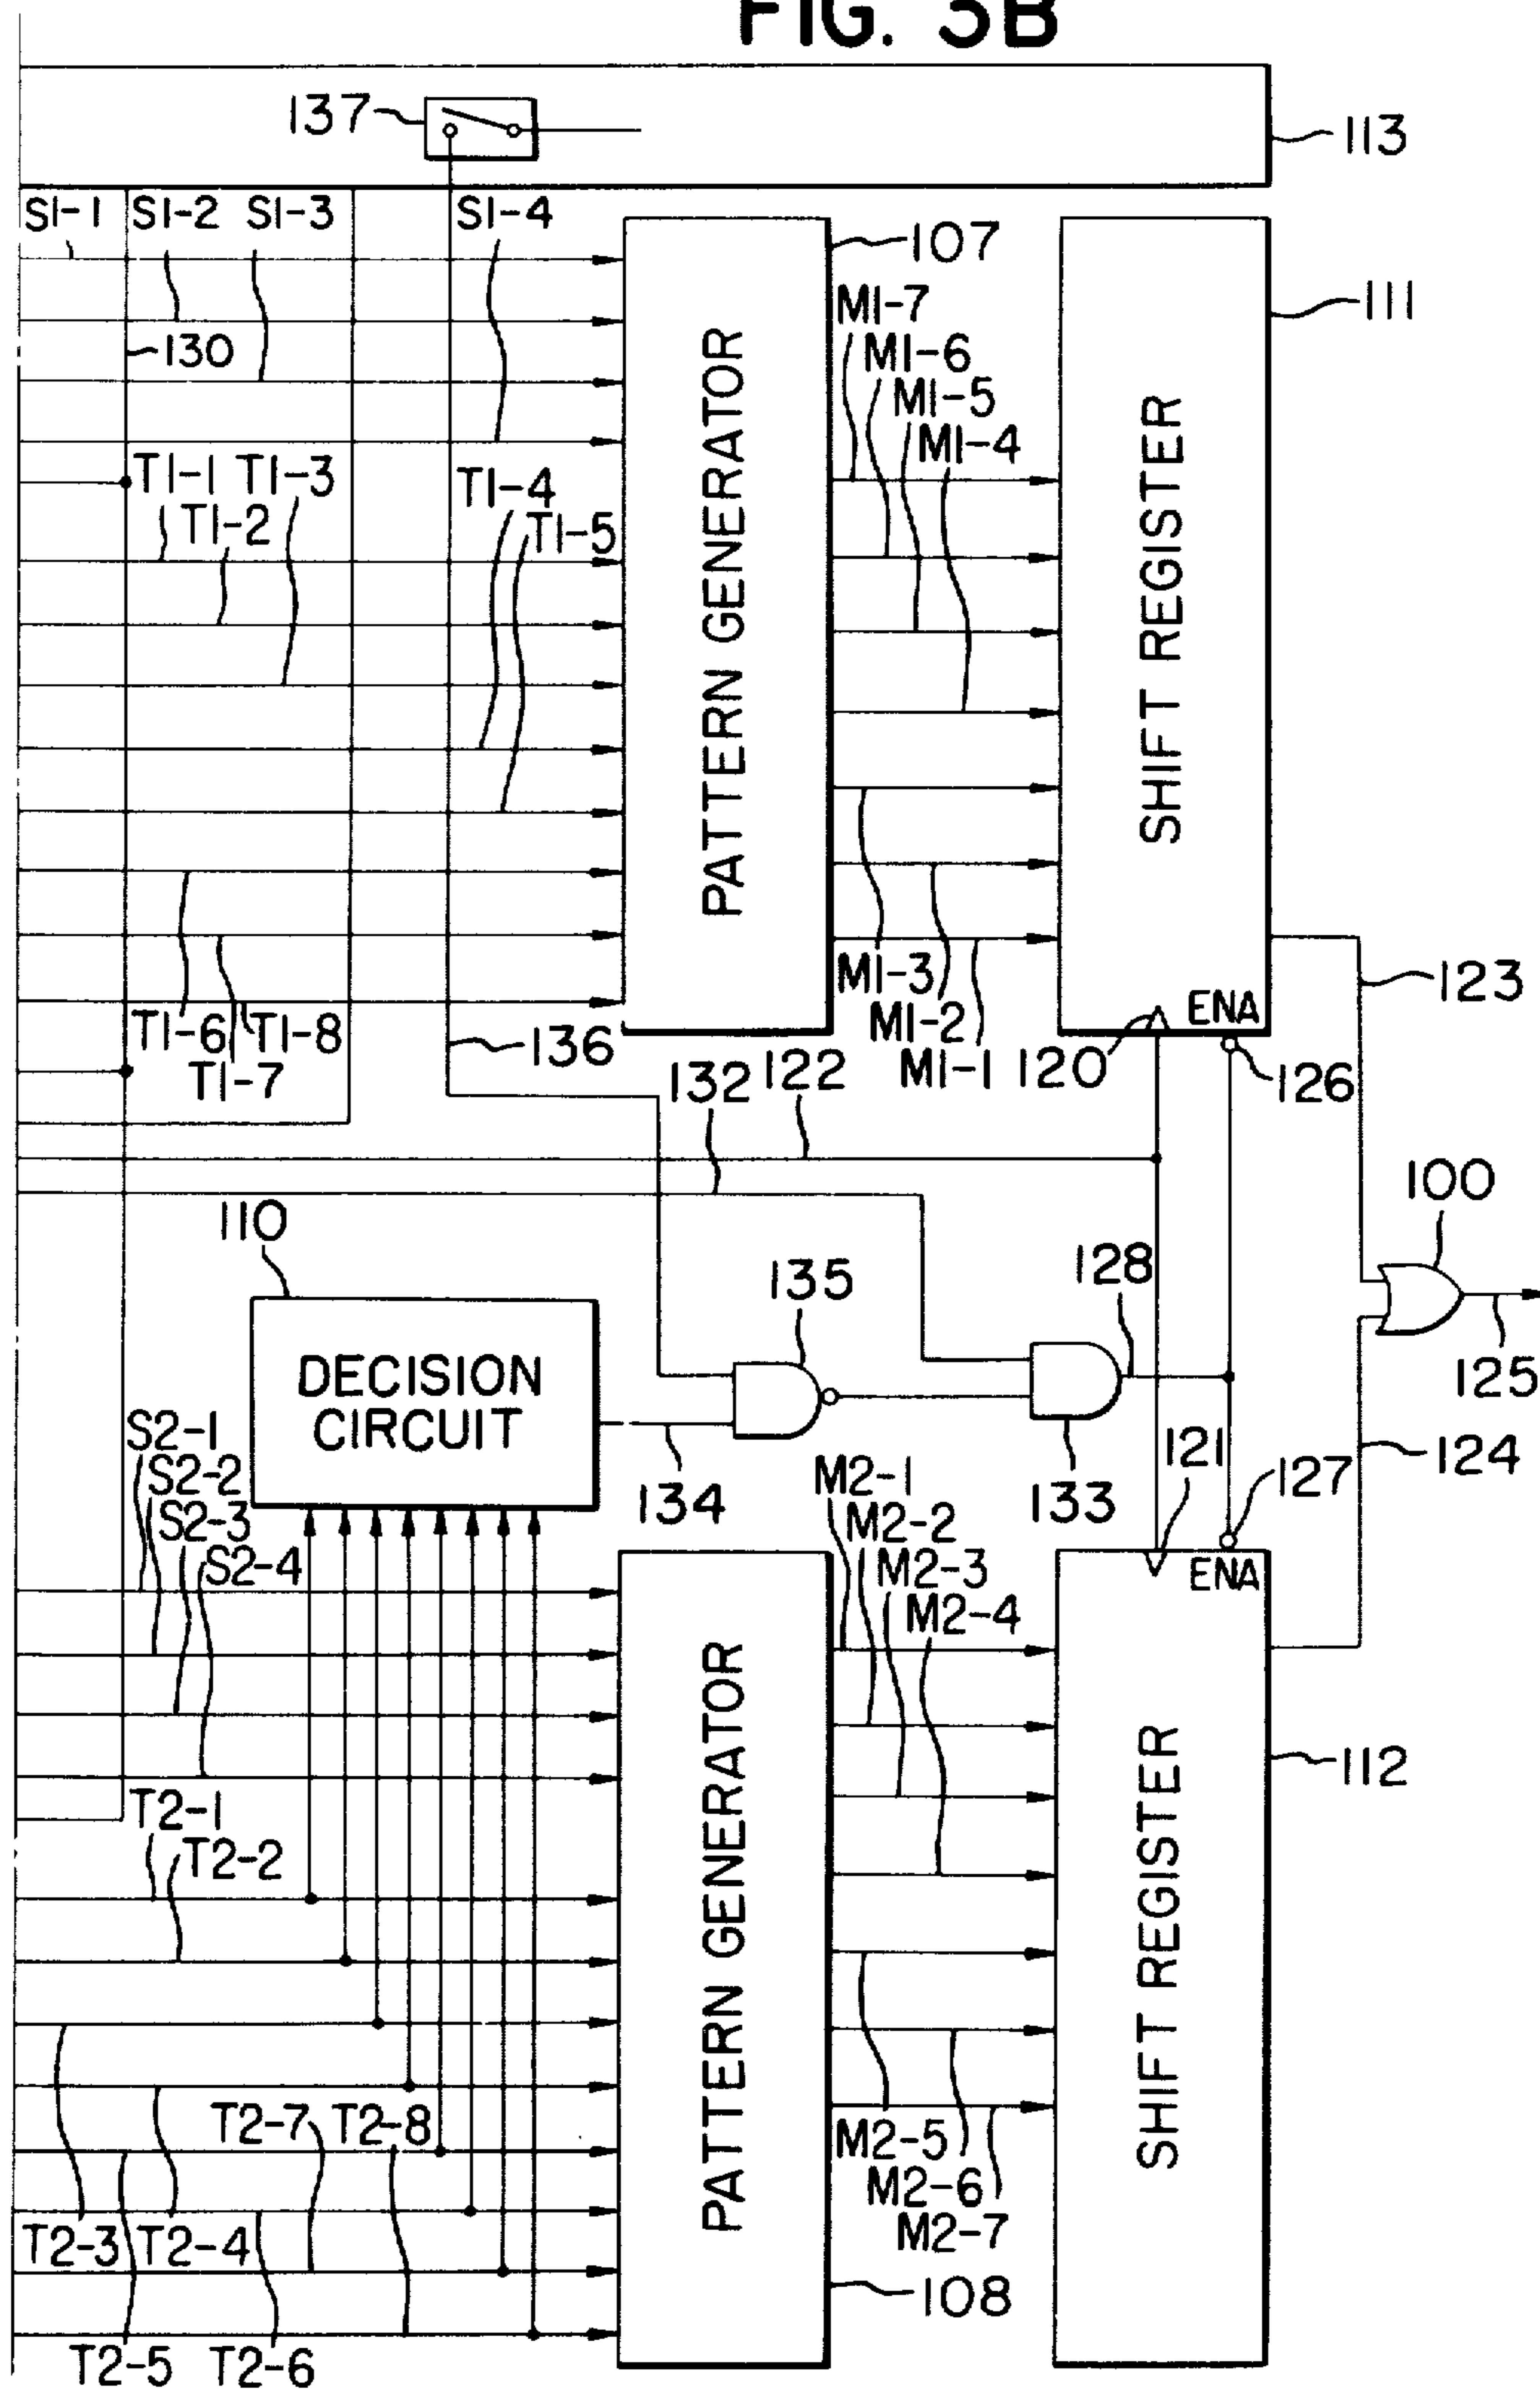 FIG. 3B
137
113
S1-1 S1-2 S1-3 S1-4
107
111
M1-7
130
M1-6
M1-5
M1-4
T1-1 T1-3
T1-4
T1-2
T1-5
PATTERN GENERATOR
SHIFT REGISTER
M1-3
123
T1-6 T1-8
M1-2
ENA
136
T1-7
M1-1
120
126
132 122
100
110
128
135
DECISION
CIRCUIT
125
S2-1
121
124
S2-2
134
M2-1
127
S2-3
133
M2-2
S2-4
M2-3
ENA
M2-4
PATTERN GENERATOR
SHIFT REGISTER
112
T2-1
T2-2
T2-7 T2-8
M2-5
M2-6
T2-3 T2-4
M2-7
108
T2-5 T2-6